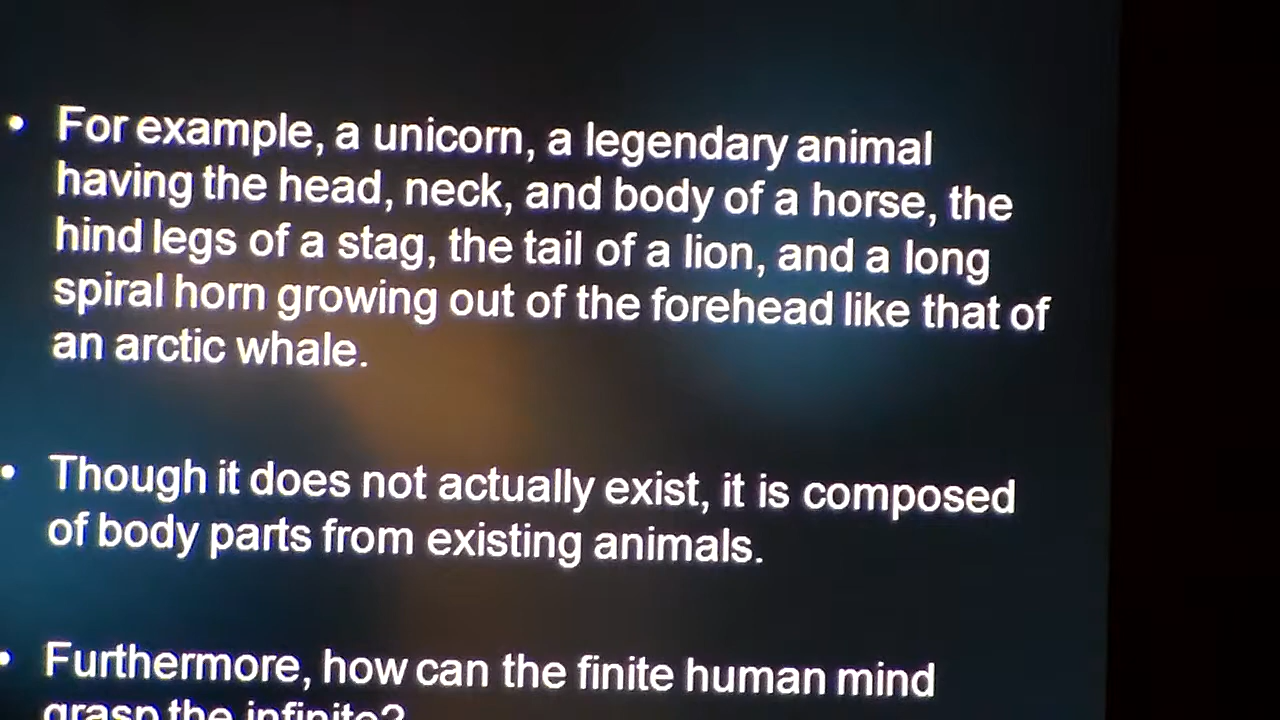 • For example, a unicorn, a legendary animal
having the head, neck, and body of a horse, the
hind legs of a stag, the tail of a lion, and a long
spiral horn growing out of the forehead like that of
an arctic whale.
• Though it does not actually exist, it is composed
of body parts from existing animals.
• Furthermore, how can the finite human mind
grasp the infinite?